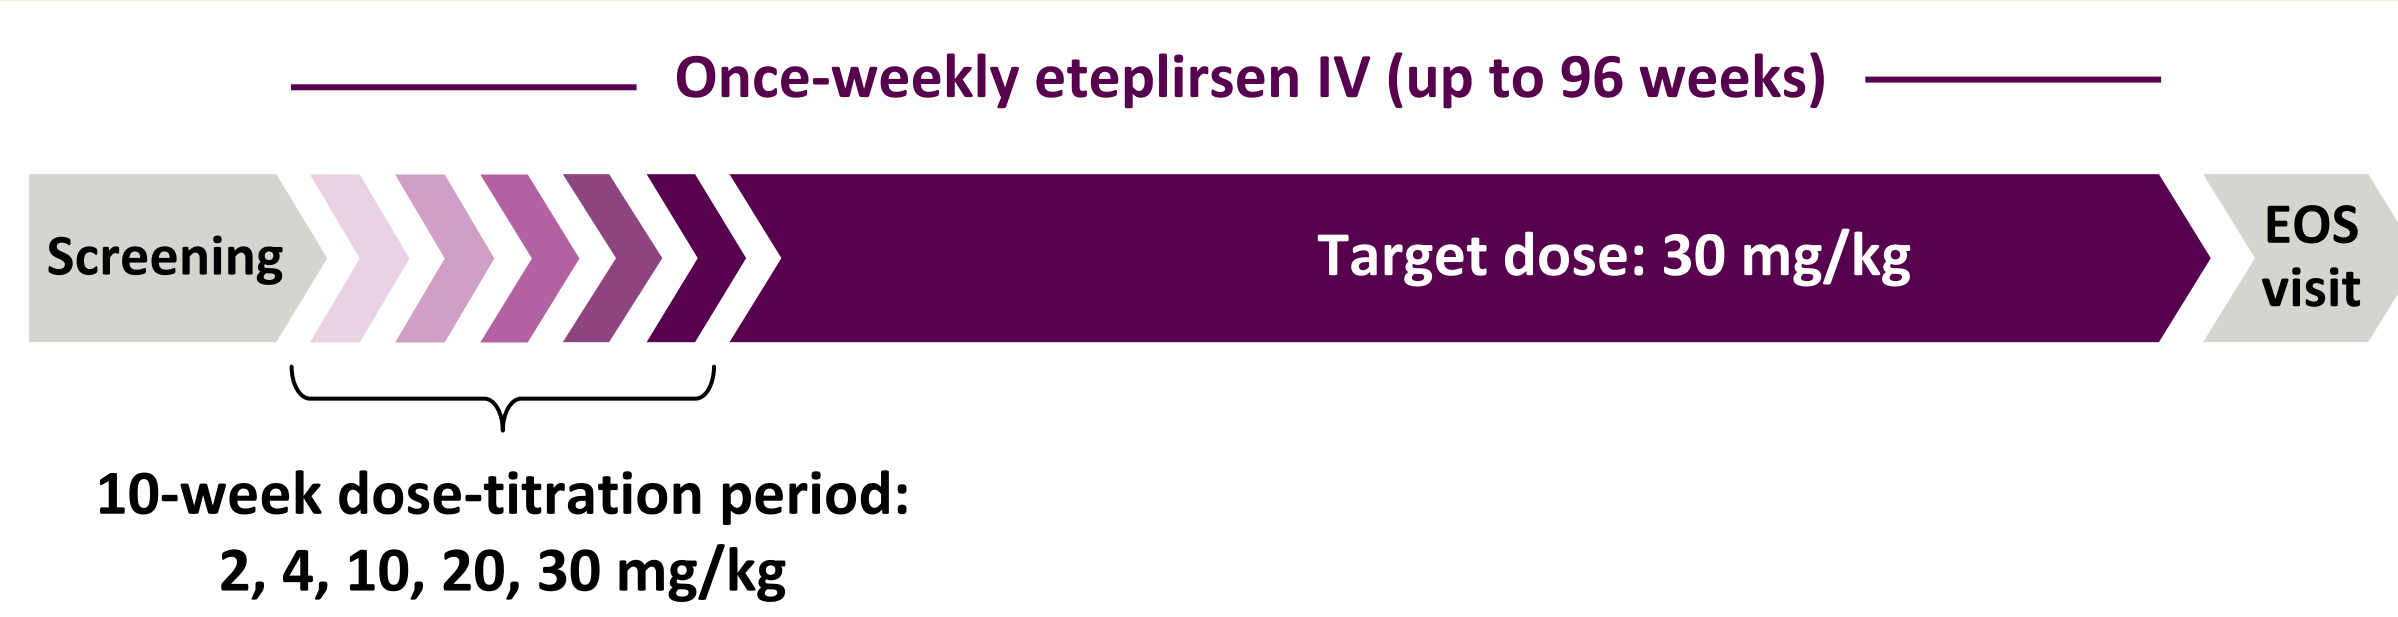 Once-weekly eteplirsen IV (up to 96 weeks)
Screening
Target dose: 30 mg/kg
EOS
visit
10-week dose-titration period:
2, 4, 10, 20, 30 mg/kg